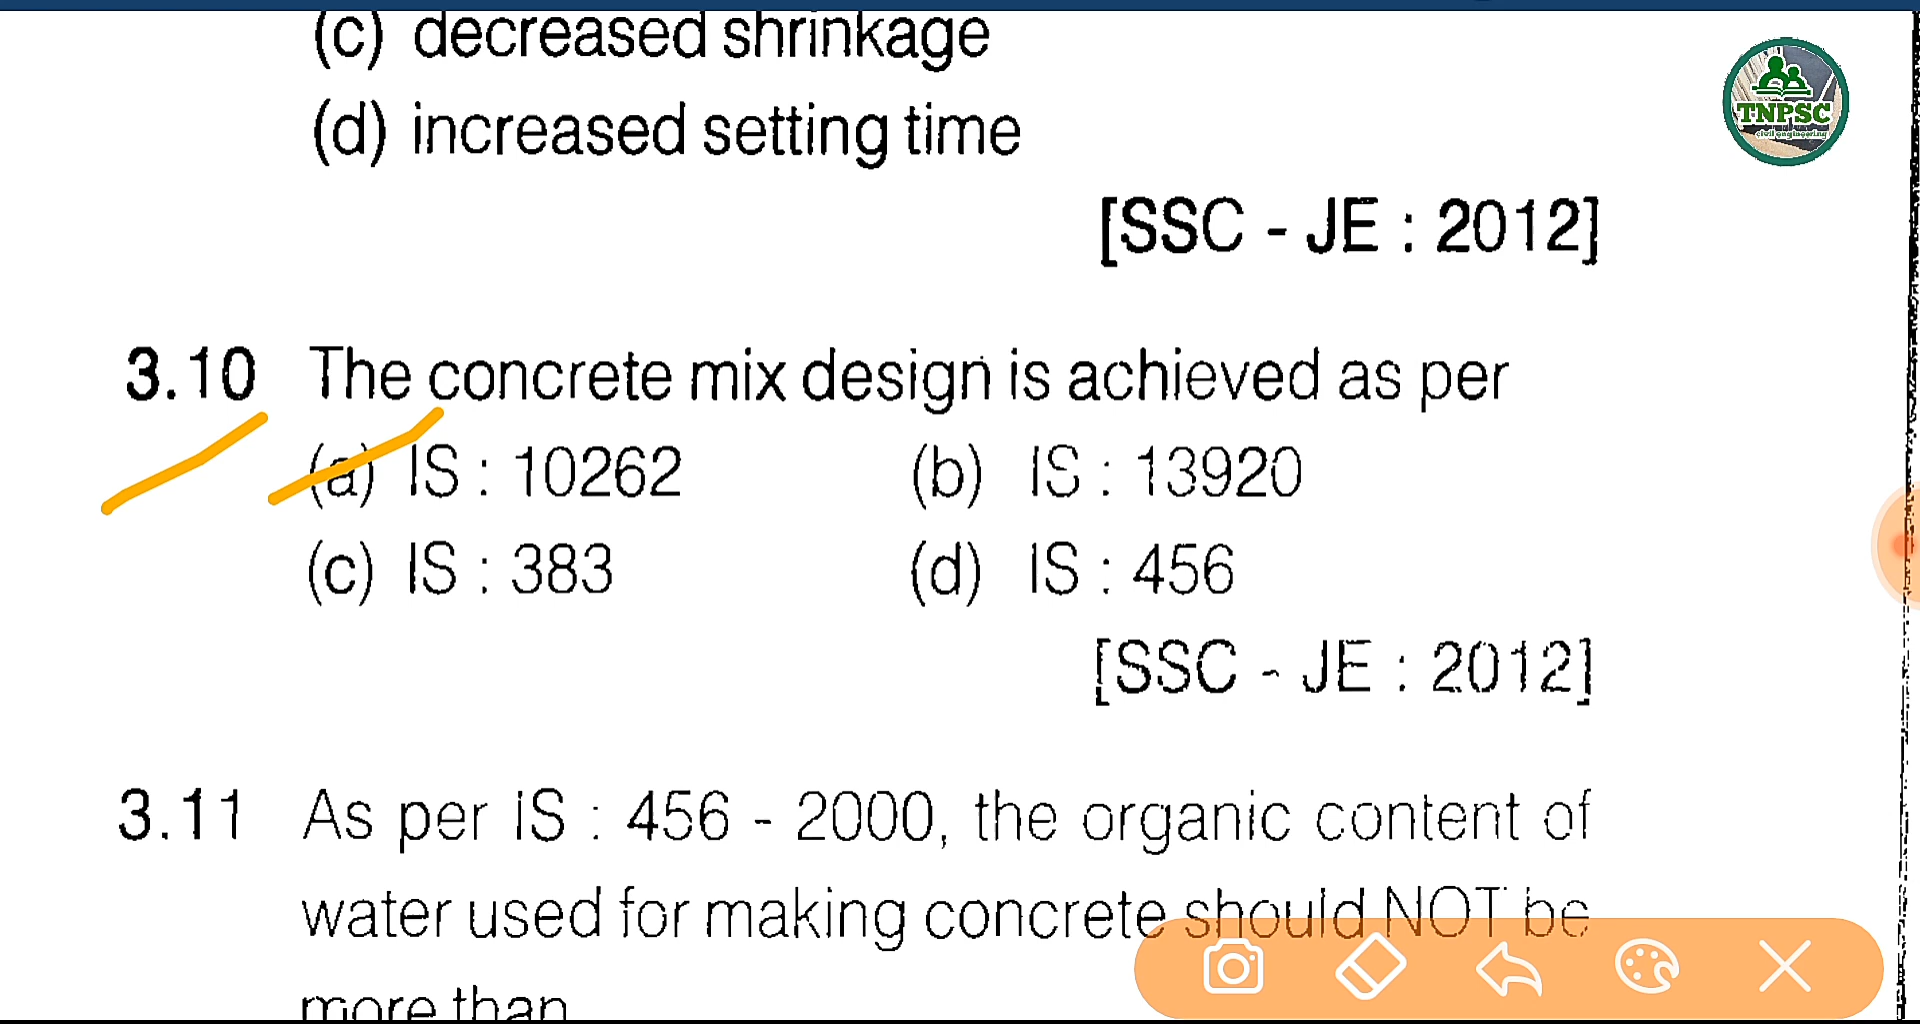 (c) decreased shrinkage
(d) increased setting time
[SSC - JE : 2012]
3.10 The concrete mix design is achieved as per
(a) IS : 10262 (b) IS : 13920
(c) IS : 383 (d) IS : 456
[SSC - JE : 2012]
3.11 As per IS : 456 - 2000, the organic content of
water used for making concrete should NOT be
more than
TNPSC
civil engineering